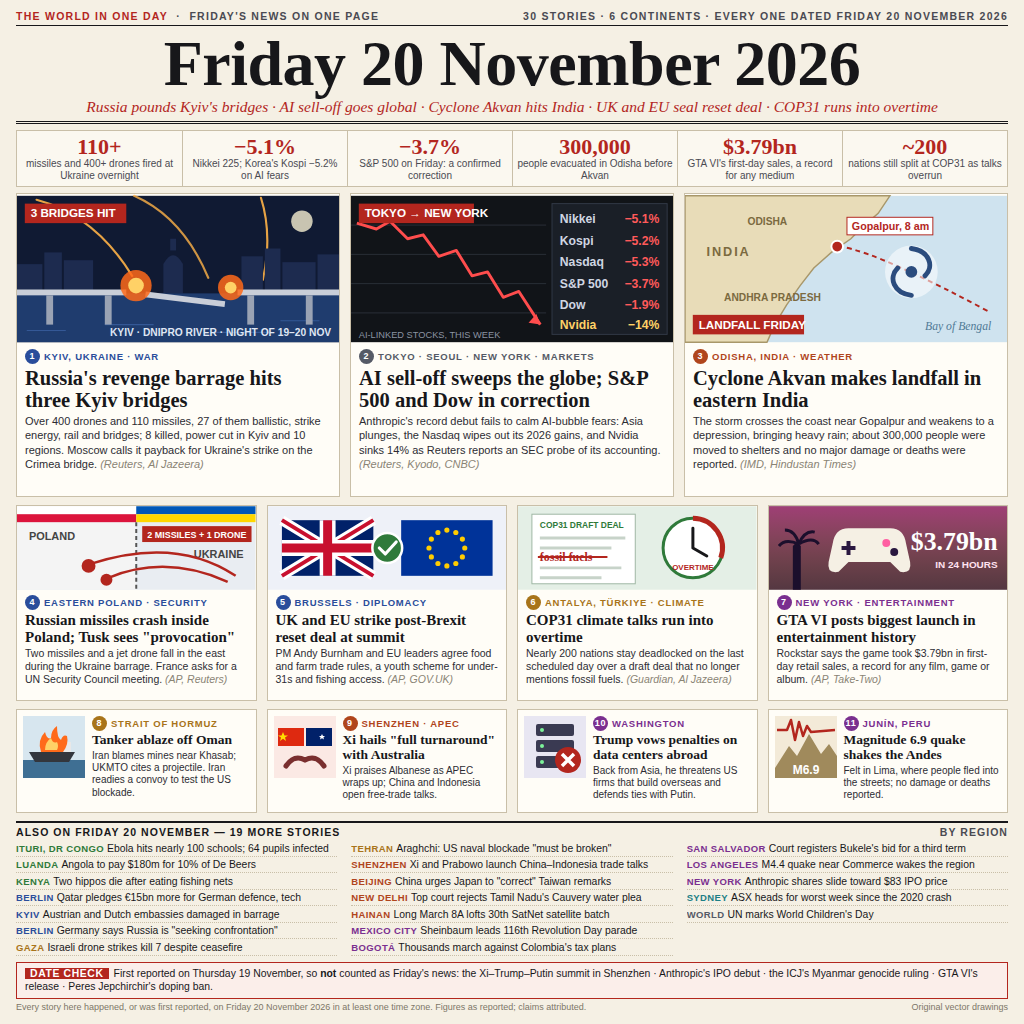 THE WORLD IN ONE DAY · FRIDAY'S NEWS ON ONE PAGE
30 STORIES · 6 CONTINENTS · EVERY ONE DATED FRIDAY 20 NOVEMBER 2026
Friday 20 November 2026
Russia pounds Kyiv's bridges · AI sell-off goes global · Cyclone Akvan hits India · UK and EU seal reset deal · COP31 runs into overtime
110+
missiles and 400+ drones fired at
Ukraine overnight
−5.1%
Nikkei 225; Korea's Kospi −5.2%
on AI fears
−3.7%
S&P 500 on Friday: a confirmed
correction
300,000
people evacuated in Odisha before
Akvan
$3.79bn
GTA VI's first-day sales, a record
for any medium
~200
nations still split at COP31 as talks
overrun
3 BRIDGES HIT
KYIV · DNIPRO RIVER · NIGHT OF 19–20 NOV
1 KYIV, UKRAINE · WAR
Russia's revenge barrage hits
three Kyiv bridges
Over 400 drones and 110 missiles, 27 of them ballistic, strike
energy, rail and bridges; 8 killed, power cut in Kyiv and 10
regions. Moscow calls it payback for Ukraine's strike on the
Crimea bridge. (Reuters, Al Jazeera)
TOKYO → NEW YORK
Nikkei −5.1%
Kospi −5.2%
Nasdaq −5.3%
S&P 500 −3.7%
Dow −1.9%
Nvidia −14%
AI-LINKED STOCKS, THIS WEEK
2 TOKYO · SEOUL · NEW YORK · MARKETS
AI sell-off sweeps the globe; S&P
500 and Dow in correction
Anthropic's record debut fails to calm AI-bubble fears: Asia
plunges, the Nasdaq wipes out its 2026 gains, and Nvidia
sinks 14% as Reuters reports an SEC probe of its accounting.
(Reuters, Kyodo, CNBC)
ODISHA
Gopalpur, 8 am
INDIA
ANDHRA PRADESH
LANDFALL FRIDAY
Bay of Bengal
3 ODISHA, INDIA · WEATHER
Cyclone Akvan makes landfall in
eastern India
The storm crosses the coast near Gopalpur and weakens to a
depression, bringing heavy rain; about 300,000 people were
moved to shelters and no major damage or deaths were
reported. (IMD, Hindustan Times)
POLAND
2 MISSILES + 1 DRONE
UKRAINE
4 EASTERN POLAND · SECURITY
Russian missiles crash inside
Poland; Tusk sees "provocation"
Two missiles and a jet drone fall in the east
during the Ukraine barrage. France asks for a
UN Security Council meeting. (AP, Reuters)
5 BRUSSELS · DIPLOMACY
UK and EU strike post-Brexit
reset deal at summit
PM Andy Burnham and EU leaders agree food
and farm trade rules, a youth scheme for under-
31s and fishing access. (AP, GOV.UK)
COP31 DRAFT DEAL
fossil fuels
OVERTIME
6 ANTALYA, TÜRKIYE · CLIMATE
COP31 climate talks run into
overtime
Nearly 200 nations stay deadlocked on the last
scheduled day over a draft deal that no longer
mentions fossil fuels. (Guardian, Al Jazeera)
$3.79bn
IN 24 HOURS
7 NEW YORK · ENTERTAINMENT
GTA VI posts biggest launch in
entertainment history
Rockstar says the game took $3.79bn in first-
day retail sales, a record for any film, game or
album. (AP, Take-Two)
8 STRAIT OF HORMUZ
Tanker ablaze off Oman
Iran blames mines near Khasab;
UKMTO cites a projectile. Iran
readies a convoy to test the US
blockade.
9 SHENZHEN · APEC
Xi hails "full turnaround"
with Australia
Xi praises Albanese as APEC
wraps up; China and Indonesia
open free-trade talks.
10 WASHINGTON
Trump vows penalties on
data centers abroad
Back from Asia, he threatens US
firms that build overseas and
defends ties with Putin.
M6.9
11 JUNÍN, PERU
Magnitude 6.9 quake
shakes the Andes
Felt in Lima, where people fled into
the streets; no damage or deaths
reported.
ALSO ON FRIDAY 20 NOVEMBER — 19 MORE STORIES
BY REGION
ITURI, DR CONGO Ebola hits nearly 100 schools; 64 pupils infected
LUANDA Angola to pay $180m for 10% of De Beers
KENYA Two hippos die after eating fishing nets
BERLIN Qatar pledges €15bn more for German defence, tech
KYIV Austrian and Dutch embassies damaged in barrage
BERLIN Germany says Russia is "seeking confrontation"
GAZA Israeli drone strikes kill 7 despite ceasefire
TEHRAN Araghchi: US naval blockade "must be broken"
SHENZHEN Xi and Prabowo launch China–Indonesia trade talks
BEIJING China urges Japan to "correct" Taiwan remarks
NEW DELHI Top court rejects Tamil Nadu's Cauvery water plea
HAINAN Long March 8A lofts 30th SatNet satellite batch
MEXICO CITY Sheinbaum leads 116th Revolution Day parade
BOGOTÁ Thousands march against Colombia's tax plans
SAN SALVADOR Court registers Bukele's bid for a third term
LOS ANGELES M4.4 quake near Commerce wakes the region
NEW YORK Anthropic shares slide toward $83 IPO price
SYDNEY ASX heads for worst week since the 2020 crash
WORLD UN marks World Children's Day
DATE CHECK First reported on Thursday 19 November, so not counted as Friday's news: the Xi–Trump–Putin summit in Shenzhen · Anthropic's IPO debut · the ICJ's Myanmar genocide ruling · GTA VI's
release · Peres Jepchirchir's doping ban.
Every story here happened, or was first reported, on Friday 20 November 2026 in at least one time zone. Figures as reported; claims attributed.
Original vector drawings